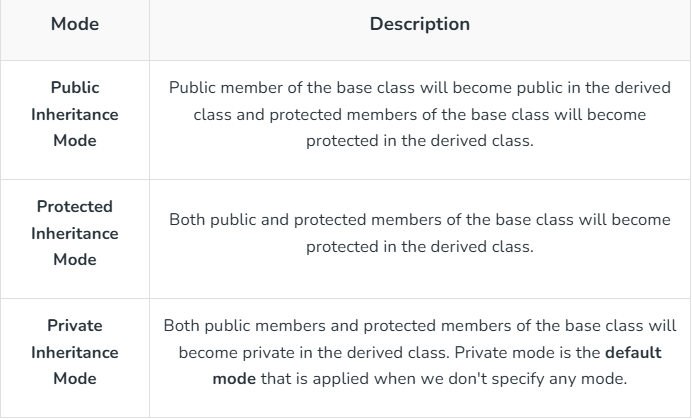 Mode Description
Public
Inheritance
Mode
Public member of the base class will become public in the derived
class and protected members of the base class will become
protected in the derived class.
Protected
Inheritance
Mode
Both public and protected members of the base class will become
protected in the derived class.
Private
Inheritance
Mode
Both public members and protected members of the base class will
become private in the derived class. Private mode is the default
mode that is applied when we don't specify any mode.